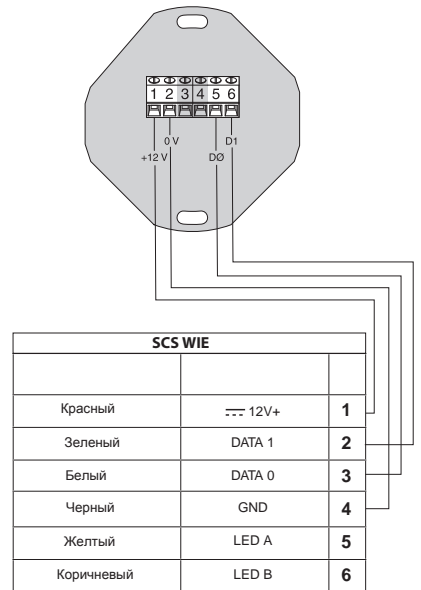 1 2 3 4 5 6
0 V D1
+12 V DØ
SCS WIE
Красный 12V+ 1
Зеленый DATA 1 2
Белый DATA 0 3
Черный GND 4
Желтый LED A 5
Коричневый LED B 6